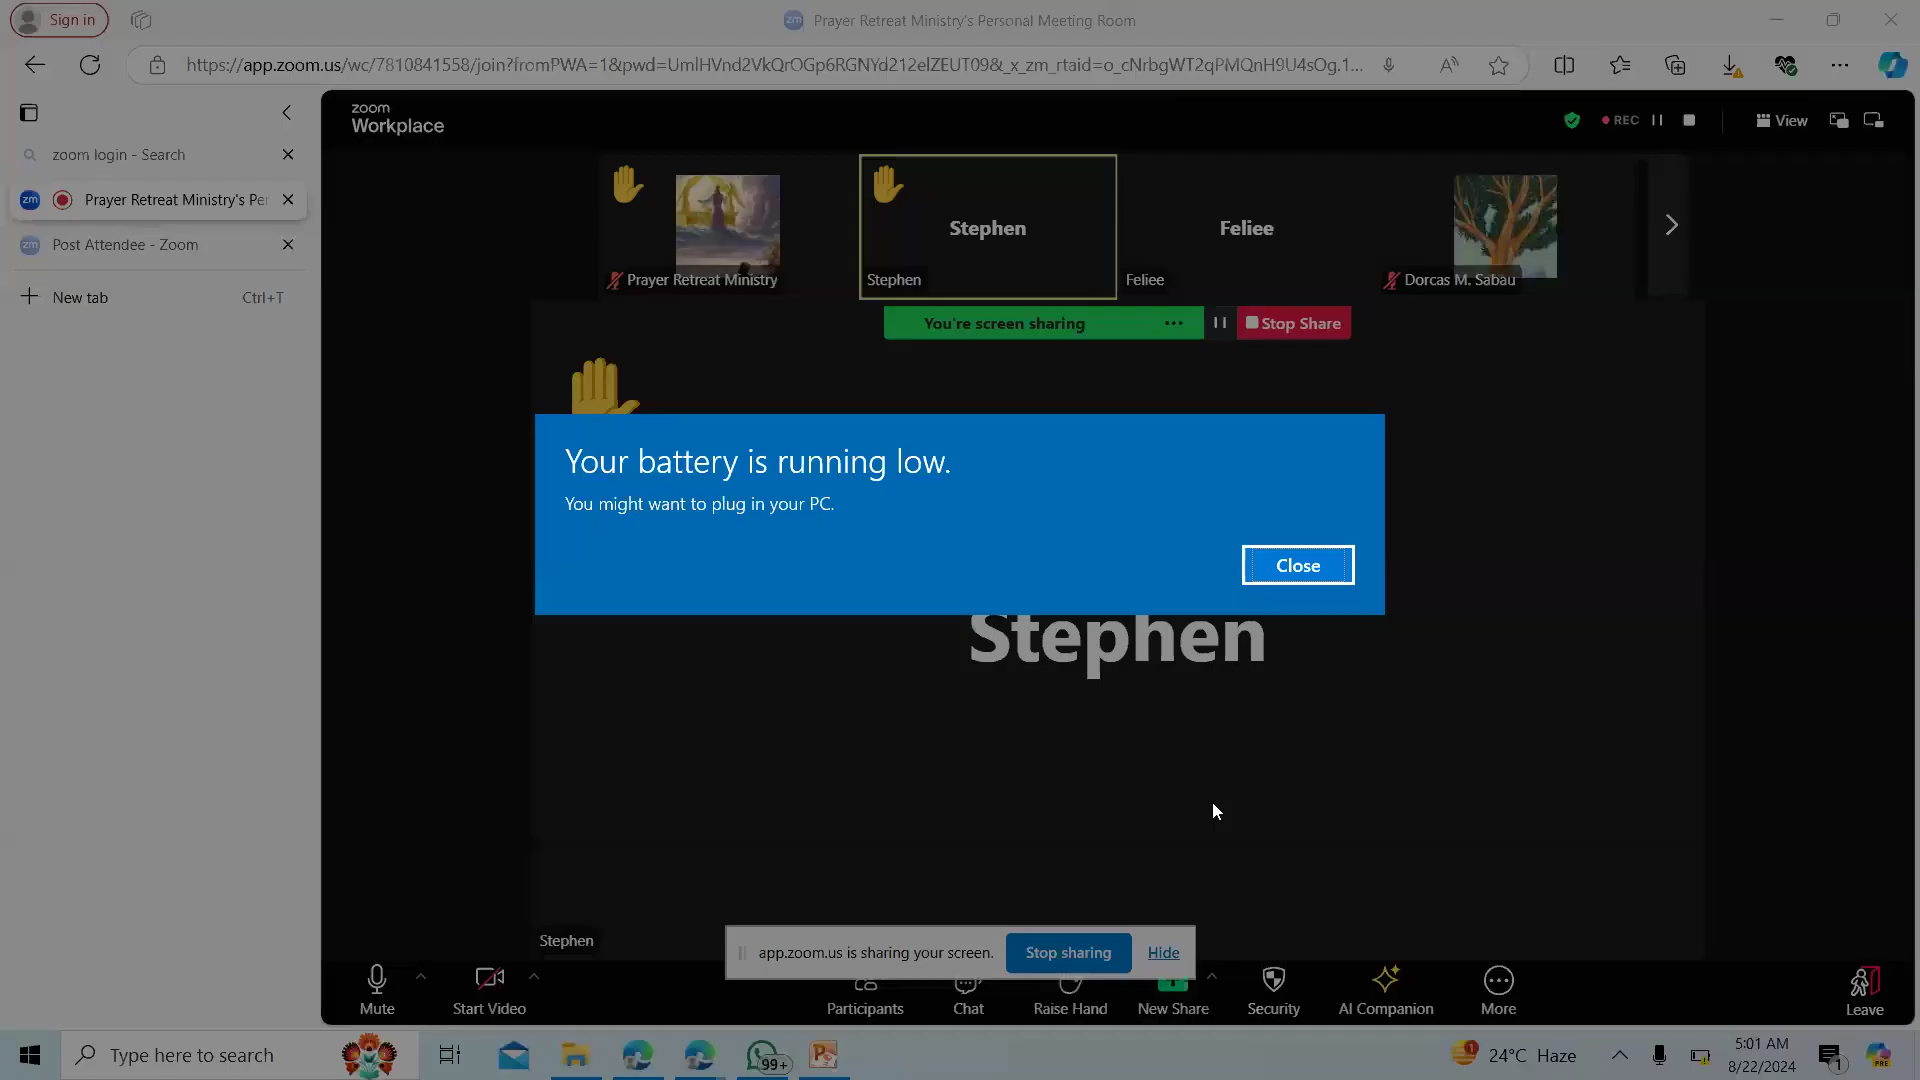 Sign in
Prayer Retreat Ministry's Personal Meeting Room
https://app.zoom.us/wc/7810841558/join?fromPWA=1&pwd=UmlHVnd2VkQrOGp6RGNYd212elZEUT09&_x_zm_rtaid=o_cNrbgWT2qPMQnH9U4sOg.1...
zoom
Workplace
REC
View
zoom login - Search
zm
Prayer Retreat Ministry's Per
zm
Post Attendee - Zoom
New tab
Ctrl+T
Stephen
Feliee
Prayer Retreat Ministry
Stephen
Feliee
Dorcas M. Sabau
You're screen sharing
Stop Share
Your battery is running low.
You might want to plug in your PC.
Close
Stephen
Stephen
app.zoom.us is sharing your screen.
Stop sharing
Hide
Mute
Start Video
Participants
Chat
Raise Hand
New Share
Security
AI Companion
More
Leave
Type here to search
99+
24°C Haze
5:01 AM
8/22/2024
1
PRE